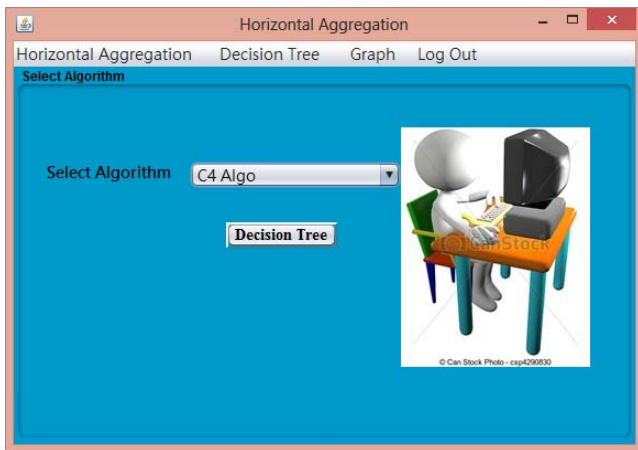 Horizontal Aggregation
Horizontal Aggregation Decision Tree Graph Log Out
Select Algorithm
Select Algorithm C4 Algo
Decision Tree
CanStock
© Can Stock Photo - csp4290830